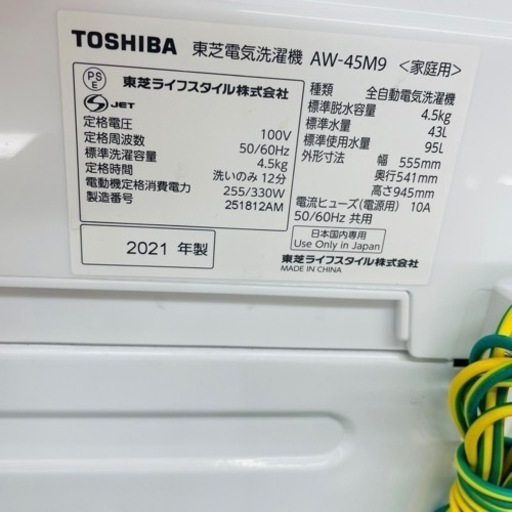 TOSHIBA 東芝電気洗濯機 AW-45M9 <家庭用>
PS
E
JET
東芝ライフスタイル株式会社
定格電圧 100V
定格周波数 50/60Hz
標準洗濯容量 4.5kg
定格時間 洗いのみ 12分
電動機定格消費電力 255/330W
製造番号 251812AM
2021 年製
種類 全自動電気洗濯機
標準脱水容量 4.5kg
標準水量 43L
標準使用水量 95L
外形寸法 幅 555mm
奥行541mm
高さ945mm
電流ヒューズ(電源用) 10A
50/60Hz 共用
日本国内専用
Use Only in Japan
東芝ライフスタイル株式会社
MADE IN CHINA